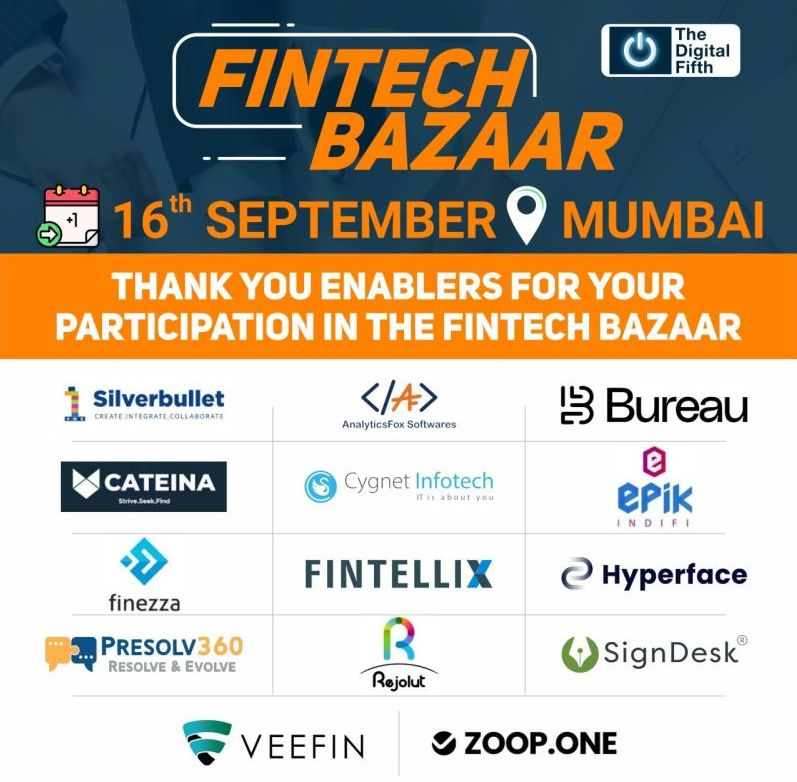 The
Digital
Fifth
FINTECH
BAZAAR
+1
16th SEPTEMBER MUMBAI
THANK YOU ENABLERS FOR YOUR
PARTICIPATION IN THE FINTECH BAZAAR
Silverbullet
CREATE.INTEGRATE.COLLABORATE
</AF>
AnalyticsFox Softwares
Bureau
CATEINA
Strive.Seek.Find
Cygnet Infotech
IT is about you
e
epik
INDIFI
finezza
FINTELLIX
Hyperface
PRESOLV360
RESOLVE & EVOLVE
R
Rejolut
SignDesk®
VEEFIN
ZOOP.ONE